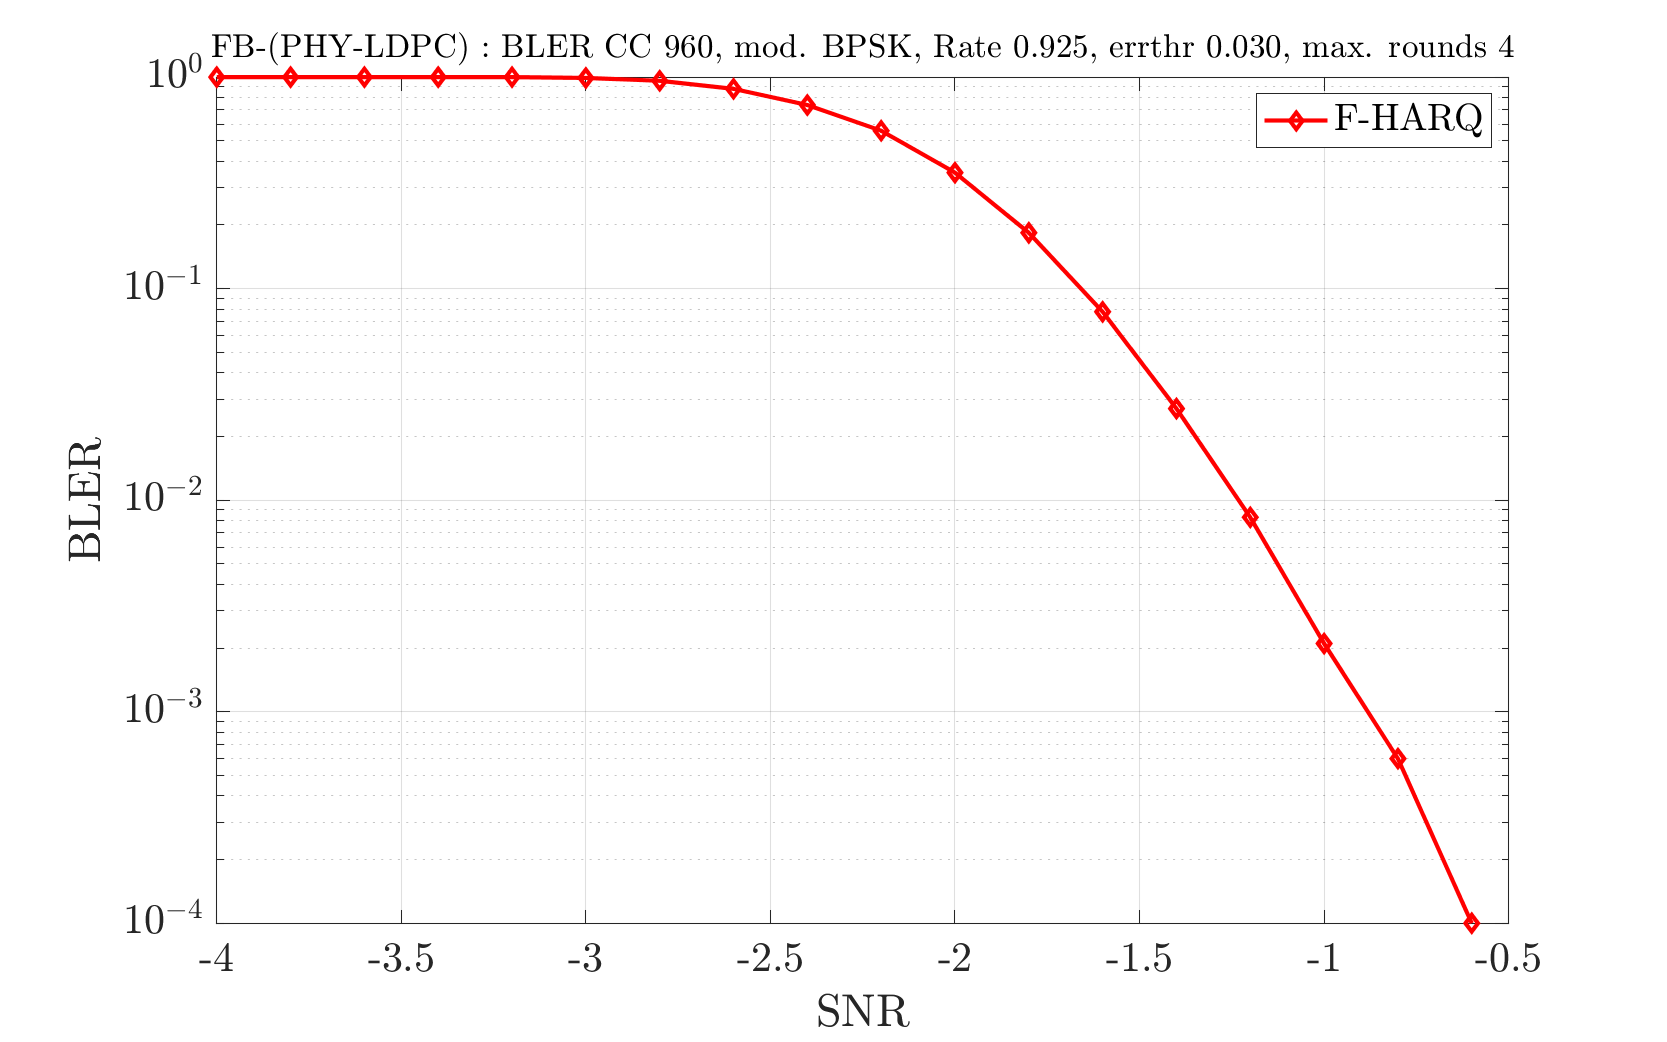 FB-(PHY-LDPC) : BLER CC 960, mod. BPSK, Rate 0.925, errthr 0.030, max. rounds 4
10^0
F-HARQ
10^−1
10^−2
10^−3
10^−4
BLER
-4 -3.5 -3 -2.5 -2 -1.5 -1 -0.5
SNR